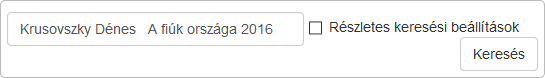 Krusovszky Dénes   A fiúk országa 2016
Részletes keresési beállítások
Keresés